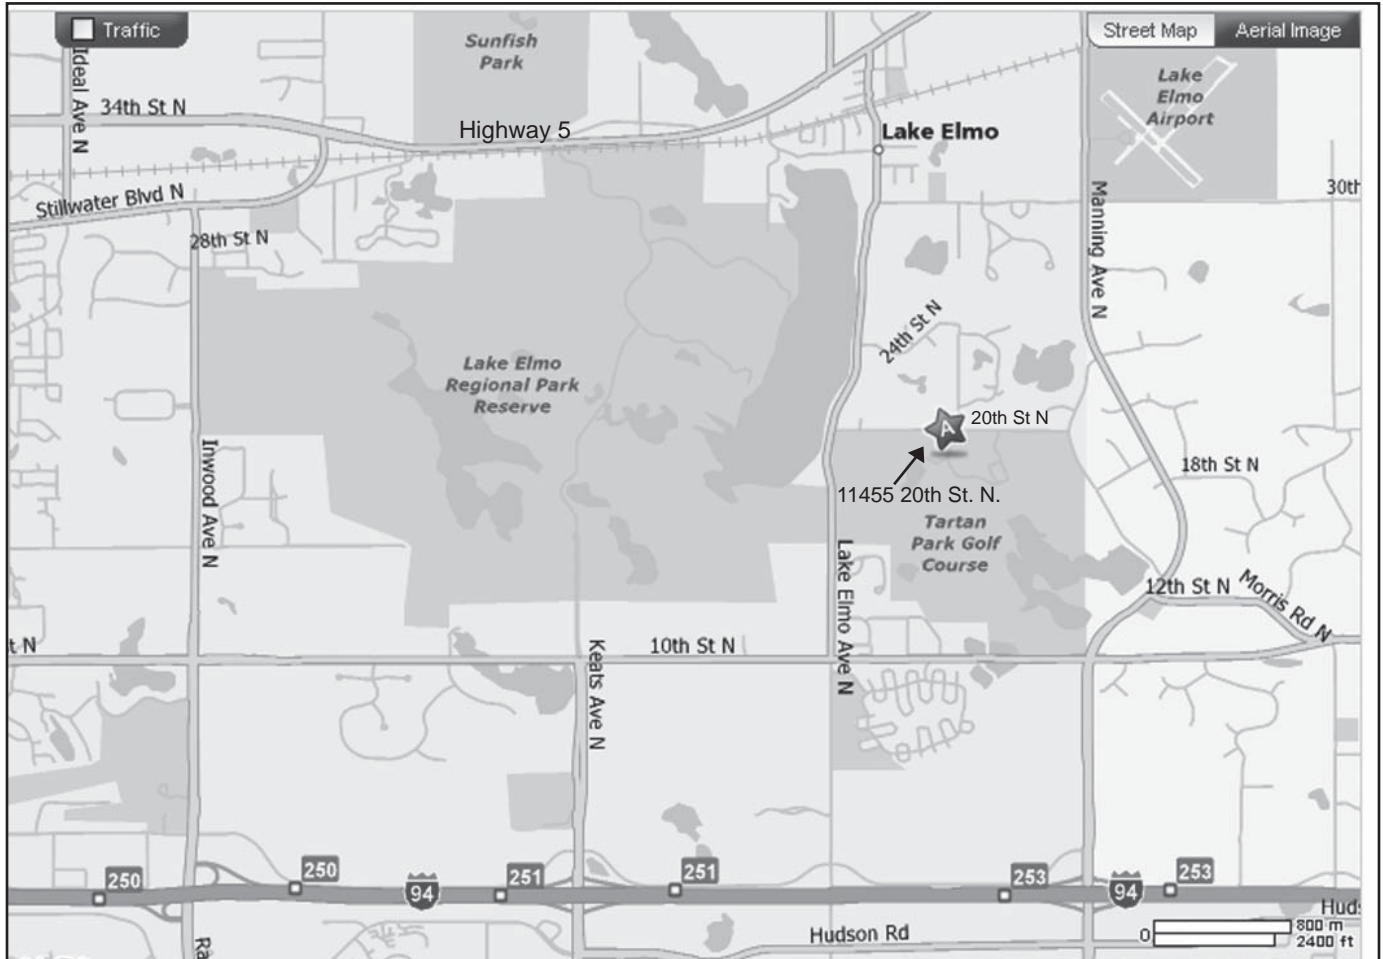 Traffic
Street Map
Aerial Image
Sunfish
Park
Lake
Elmo
Airport
Ideal Ave N
34th St N
Highway 5
Lake Elmo
30th
Stillwater Blvd N
28th St N
Manning Ave N
24th St N
Lake Elmo
Regional Park
Reserve
A
20th St N
Inwood Ave N
18th St N
11455 20th St. N.
Tartan
Park Golf
Course
Lake Elmo Ave N
12th St N
Morris Rd N
t N
10th St N
Keats Ave N
250
250
94
251
251
253
94
253
Ra
Hudson Rd
Huds
0
800 m
2400 ft